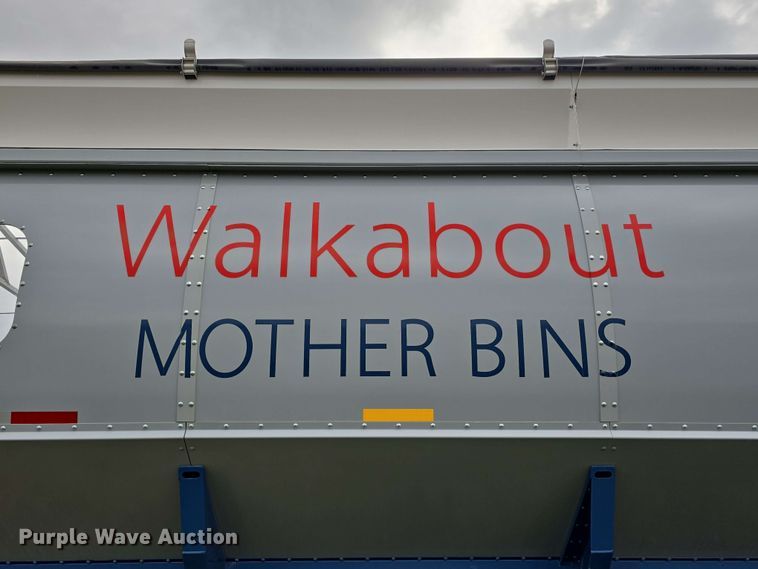 Walkabout
MOTHER BINS
Purple Wave Auction